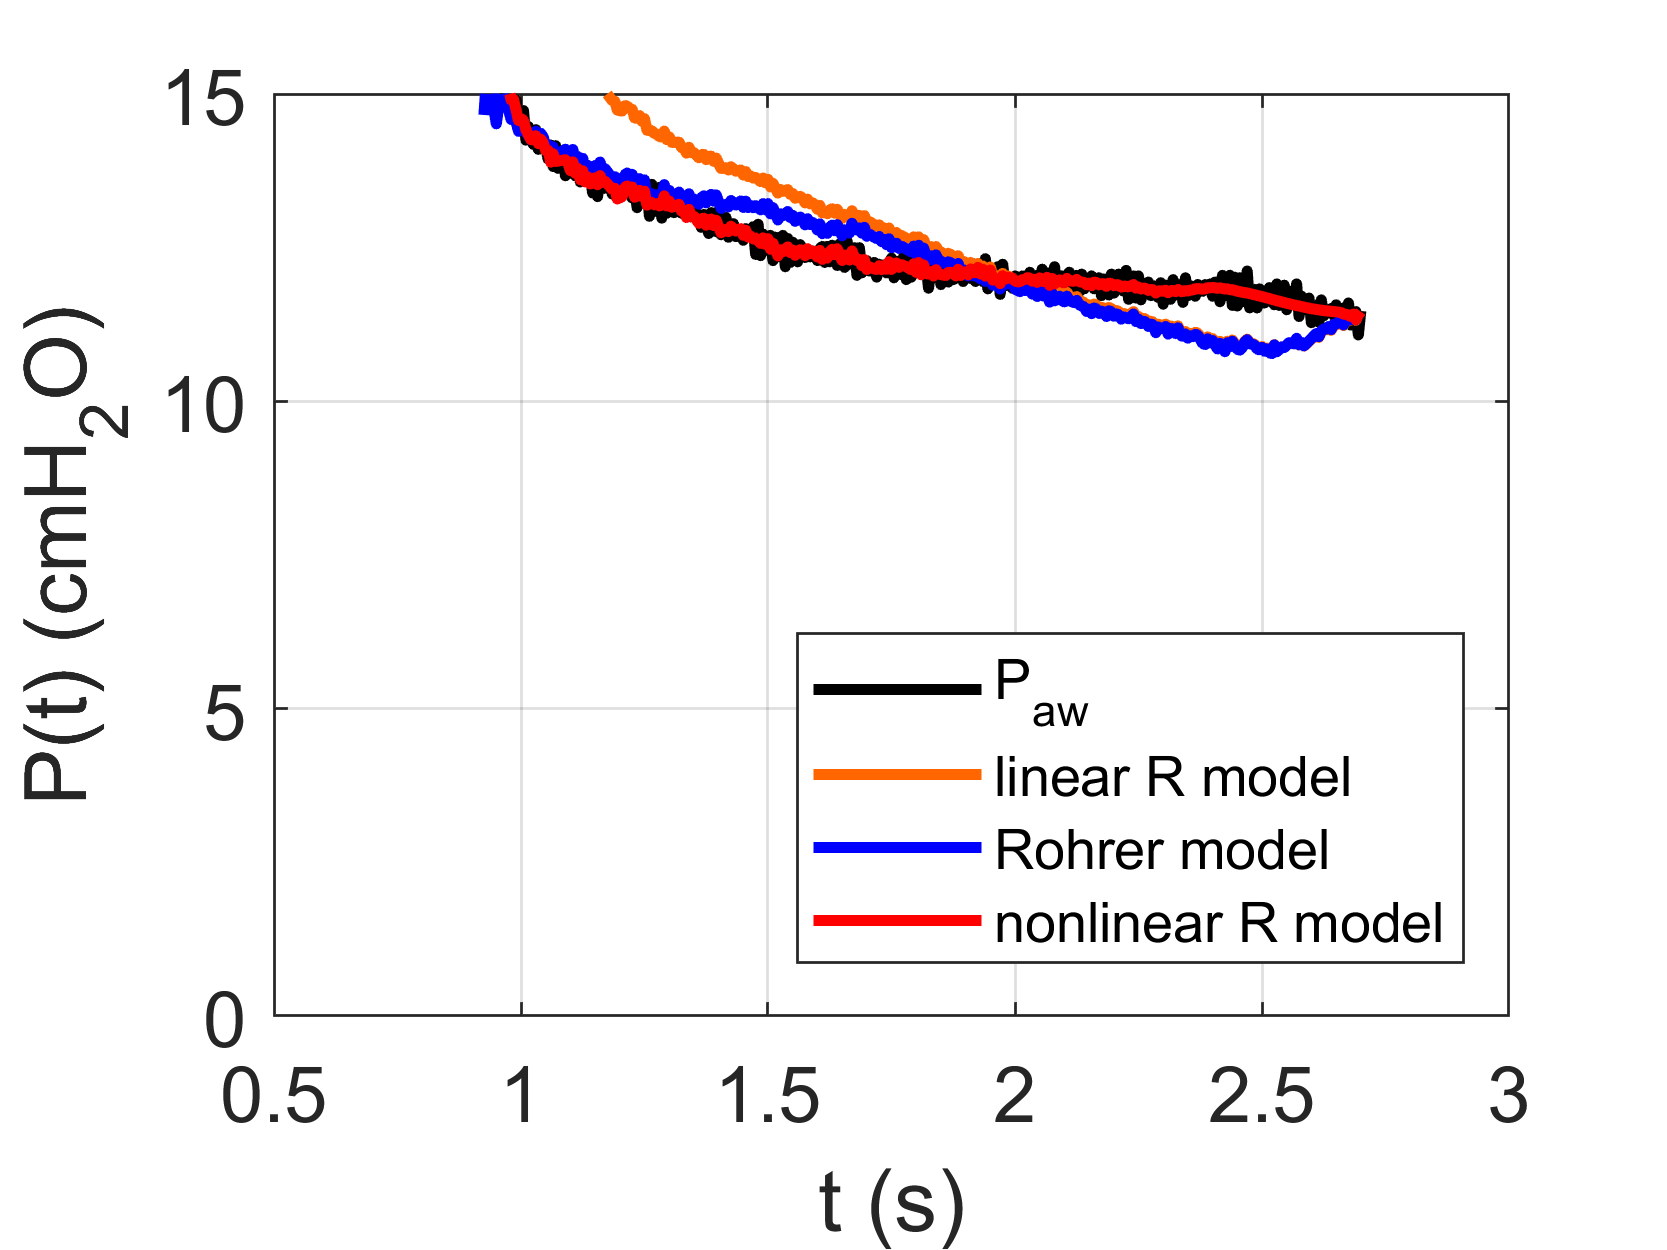 P(t) (cmH2O)
15
10
5
0
0.5 1 1.5 2 2.5 3
t (s)
Paw
linear R model
Rohrer model
nonlinear R model